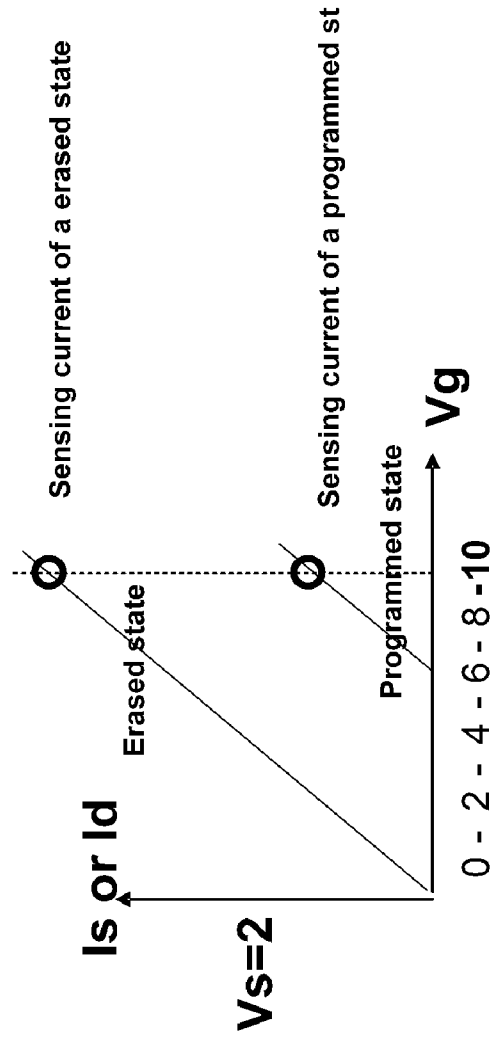 Sensing current of a erased state
Is or Id
Erased state
Vs=2
Sensing current of a programmed st
Programmed state
Vg
0 - 2 - 4 - 6 - 8 -10